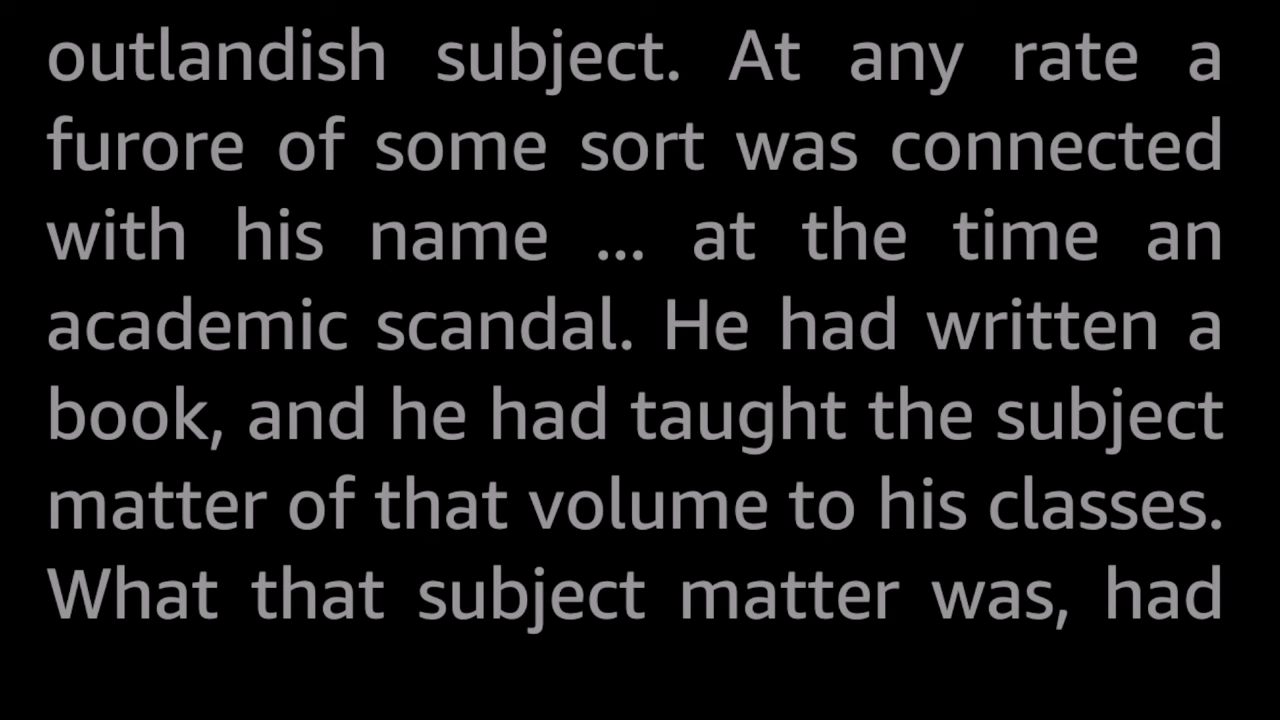 outlandish subject. At any rate a
furore of some sort was connected
with his name ... at the time an
academic scandal. He had written a
book, and he had taught the subject
matter of that volume to his classes.
What that subject matter was, had